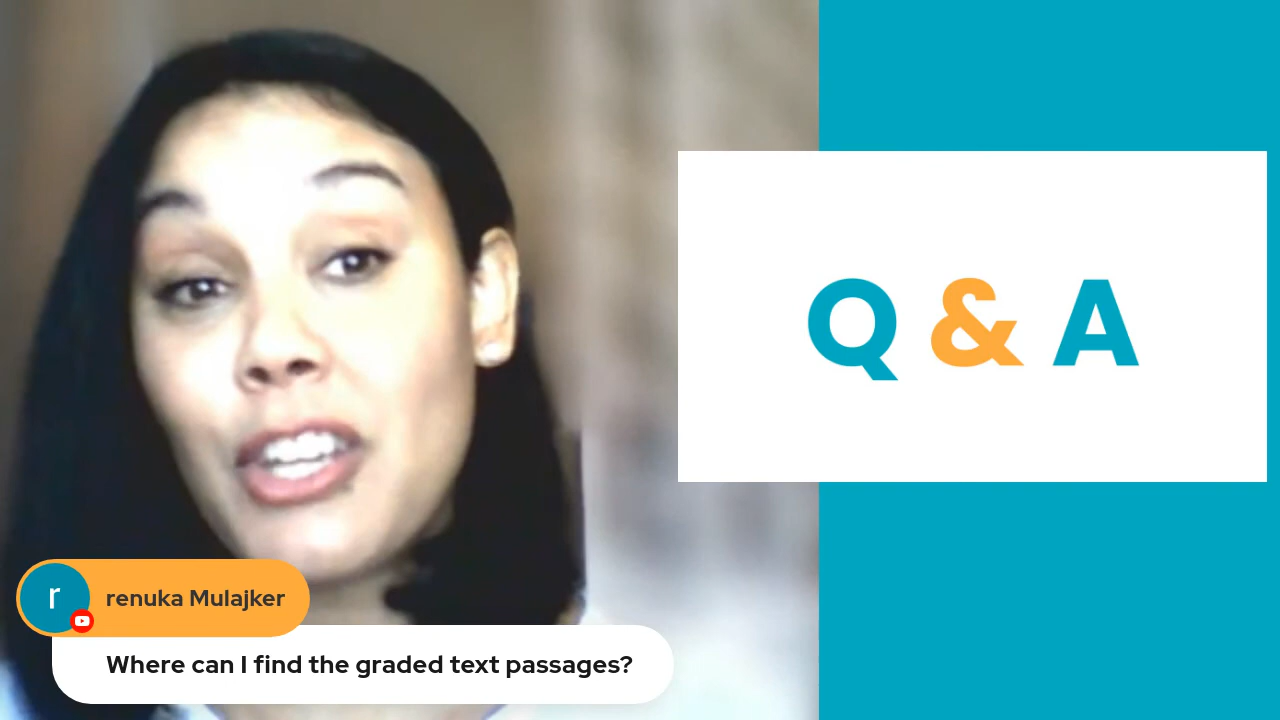 Q & A
r
renuka Mulajker
Where can I find the graded text passages?